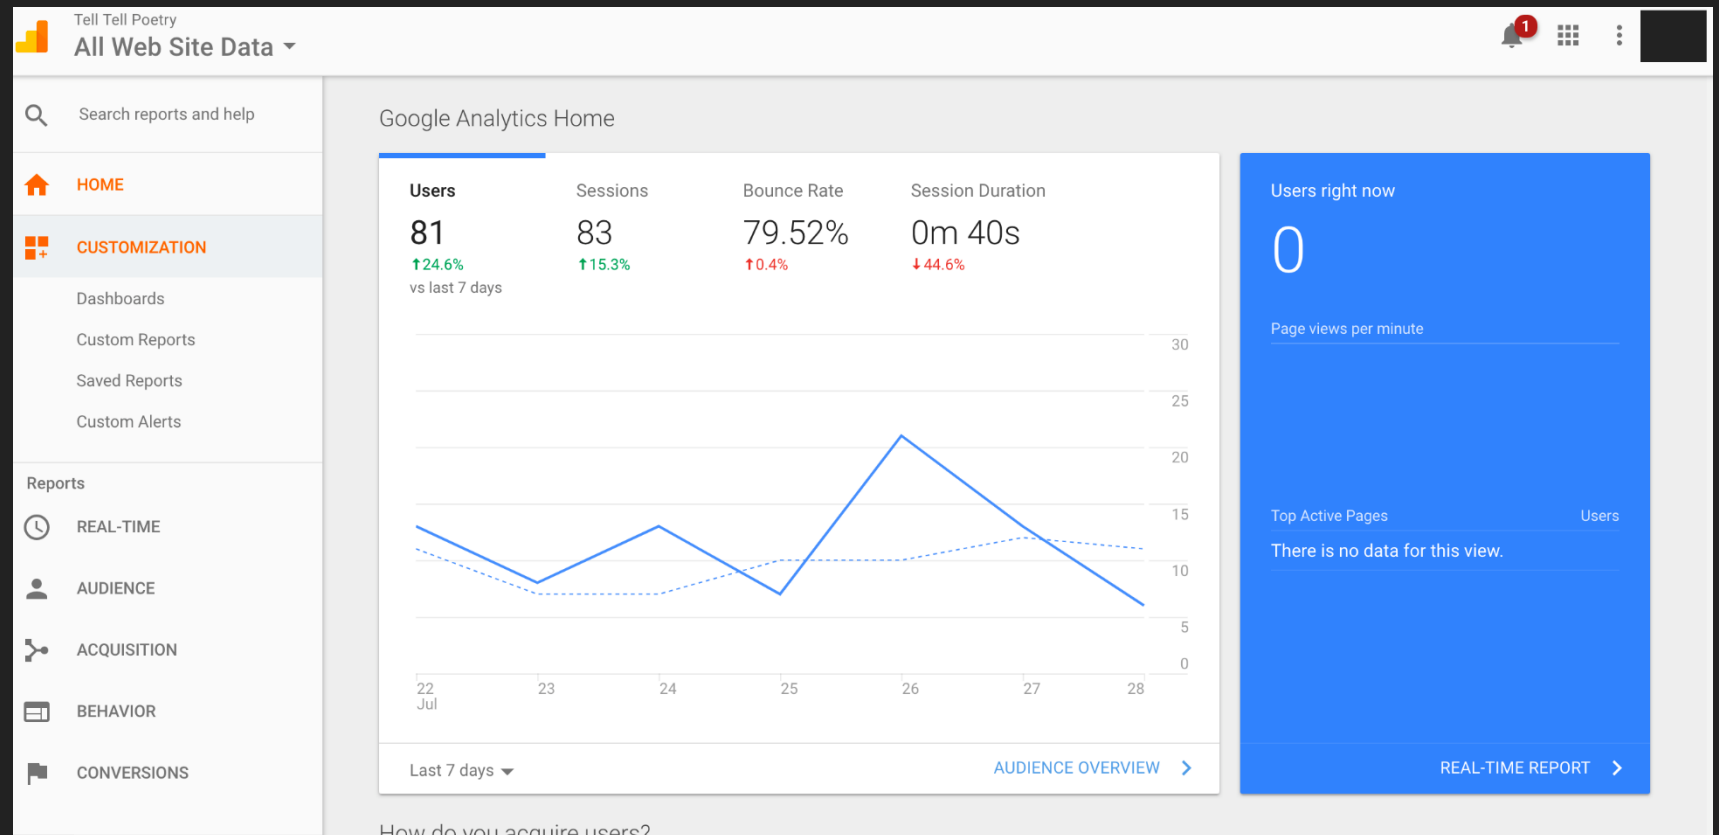 Tell Tell Poetry
All Web Site Data
1
Search reports and help
HOME
CUSTOMIZATION
Dashboards
Custom Reports
Saved Reports
Custom Alerts
Reports
REAL-TIME
AUDIENCE
ACQUISITION
BEHAVIOR
CONVERSIONS
Google Analytics Home
Users Sessions Bounce Rate Session Duration
81 83 79.52% 0m 40s
24.6% 15.3% 0.4% 44.6%
vs last 7 days
30
25
20
15
10
5
0
22 23 24 25 26 27 28
Jul
Last 7 days
AUDIENCE OVERVIEW
Users right now
0
Page views per minute
Top Active Pages Users
There is no data for this view.
REAL-TIME REPORT
How do you acquire users?